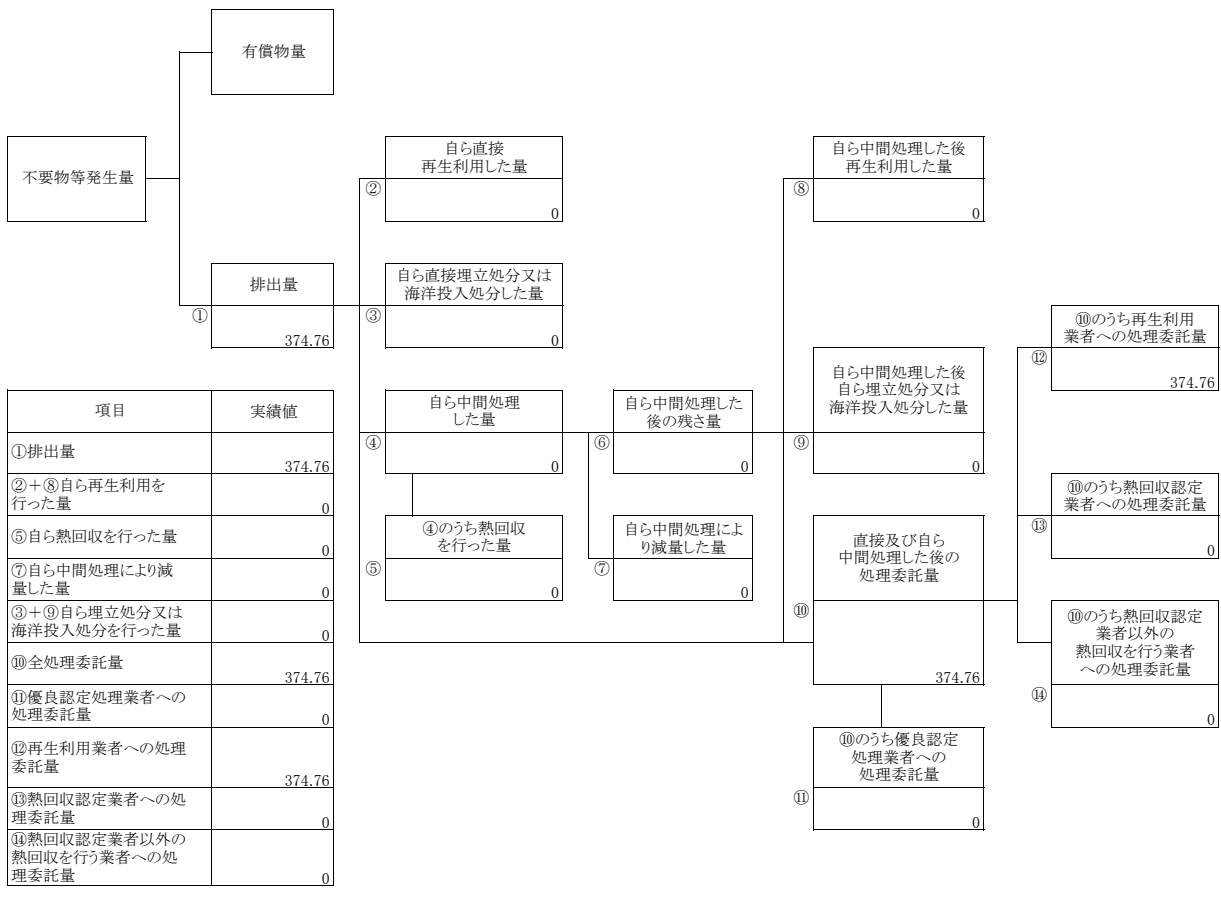 有償物量
不要物等発生量
排出量
①
374.76
自ら直接
再生利用した量
②
0
自ら直接埋立処分又は
海洋投入処分した量
③
0
自ら中間処理
した量
④
0
④のうち熱回収
を行った量
⑤
0
自ら中間処理した
後の残さ量
⑥
0
自ら中間処理によ
り減量した量
⑦
0
自ら中間処理した後
再生利用した量
⑧
0
自ら中間処理した後
自ら埋立処分又は
海洋投入処分した量
⑨
0
直接及び自ら
中間処理した後の
処理委託量
⑩
374.76
⑩のうち優良認定
処理業者への
処理委託量
⑪
0
⑩のうち再生利用
業者への処理委託量
⑫
374.76
⑩のうち熱回収認定
業者への処理委託量
⑬
0
⑩のうち熱回収認定
業者以外の
熱回収を行う業者
への処理委託量
⑭
0
項目 実績値
①排出量
374.76
②+⑧自ら再生利用を
行った量
0
⑤自ら熱回収を行った量
0
⑦自ら中間処理により減
量した量
0
③+⑨自ら埋立処分又は
海洋投入処分を行った量
0
⑩全処理委託量
374.76
⑪優良認定処理業者への
処理委託量
0
⑫再生利用業者への処理
委託量
374.76
⑬熱回収認定業者への処
理委託量
0
⑭熱回収認定業者以外の
熱回収を行う業者への処
理委託量
0